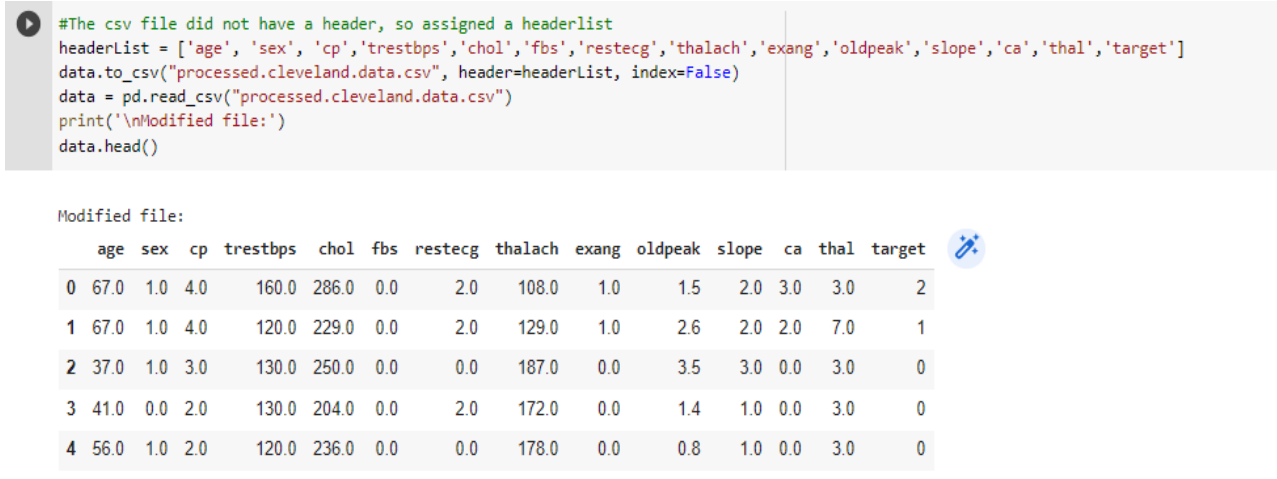 #The csv file did not have a header, so assigned a headerlist
headerList = ['age', 'sex', 'cp','trestbps','chol','fbs','restecg','thalach','exang','oldpeak','slope','ca','thal','target']
data.to_csv("processed.cleveland.data.csv", header=headerList, index=False)
data = pd.read_csv("processed.cleveland.data.csv")
print('\nModified file:')
data.head()
Modified file:
age sex cp trestbps chol fbs restecg thalach exang oldpeak slope ca thal target
0 67.0 1.0 4.0 160.0 286.0 0.0 2.0 108.0 1.0 1.5 2.0 3.0 3.0 2
1 67.0 1.0 4.0 120.0 229.0 0.0 2.0 129.0 1.0 2.6 2.0 2.0 7.0 1
2 37.0 1.0 3.0 130.0 250.0 0.0 0.0 187.0 0.0 3.5 3.0 0.0 3.0 0
3 41.0 0.0 2.0 130.0 204.0 0.0 2.0 172.0 0.0 1.4 1.0 0.0 3.0 0
4 56.0 1.0 2.0 120.0 236.0 0.0 0.0 178.0 0.0 0.8 1.0 0.0 3.0 0